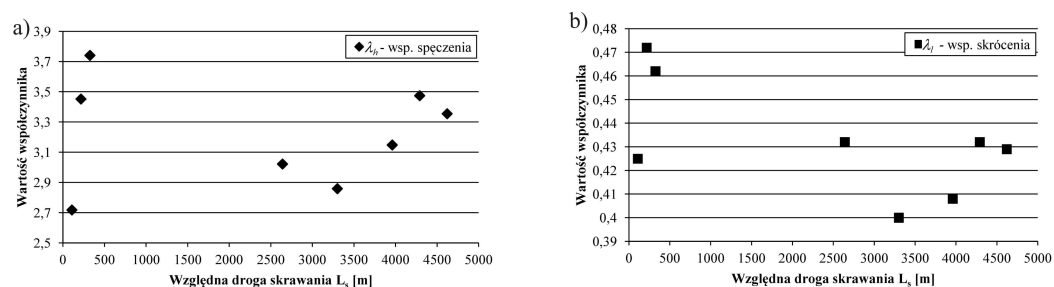 a)
3,9
3,7
3,5
3,3
3,1
2,9
2,7
2,5
Wartość współczynnika
λh - wsp. spęczenia
0 500 1000 1500 2000 2500 3000 3500 4000 4500 5000
Względna droga skrawania Ls [m]
b)
0,48
0,47
0,46
0,45
0,44
0,43
0,42
0,41
0,4
0,39
Wartość współczynnika
λl - wsp. skrócenia
0 500 1000 1500 2000 2500 3000 3500 4000 4500 5000
Względna droga skrawania Ls [m]